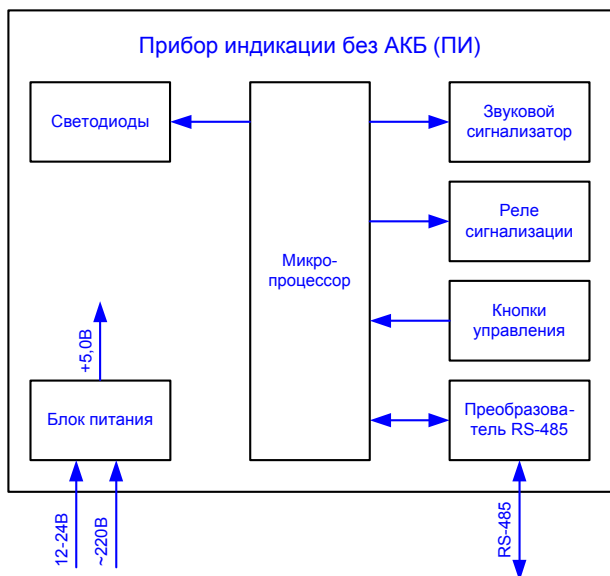 Прибор индикации без АКБ (ПИ)
Светодиоды
Звуковой
сигнализатор
Реле
сигнализации
Микро-
процессор
Кнопки
управления
+5,0В
Блок питания
Преобразова-
тель RS-485
12-24В
~220В
RS-485